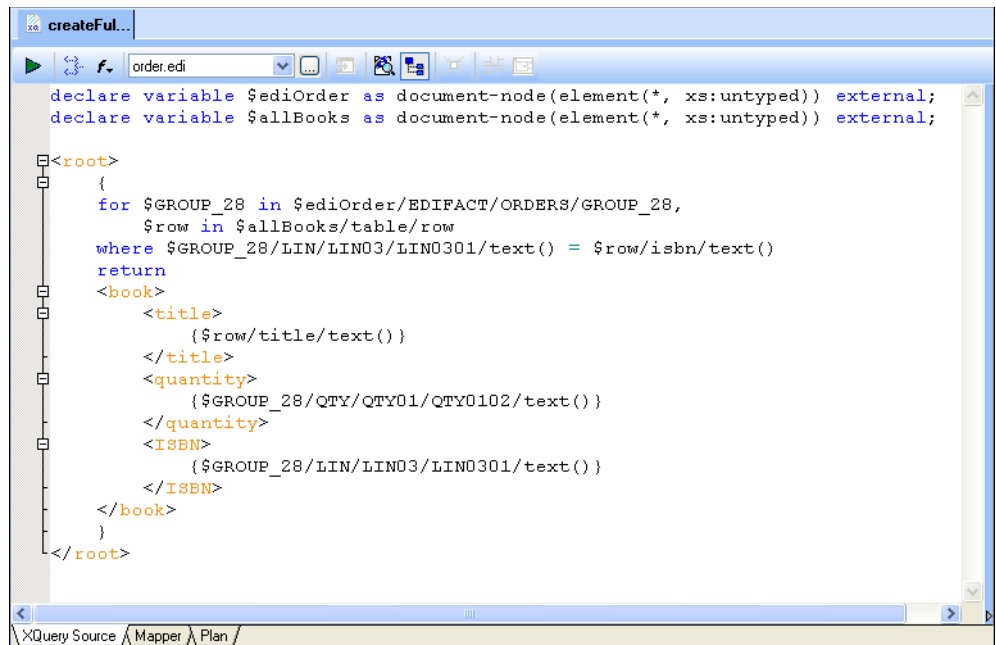 createFul...
order.edi
declare variable $ediOrder as document-node(element(*, xs:untyped)) external;
declare variable $allBooks as document-node(element(*, xs:untyped)) external;
<root>
{
for $GROUP_28 in $ediOrder/EDIFACT/ORDERS/GROUP_28,
$row in $allBooks/table/row
where $GROUP_28/LIN/LIN03/LIN0301/text() = $row/isbn/text()
return
<book>
<title>
{$row/title/text()}
</title>
<quantity>
{$GROUP_28/QTY/QTY01/QTY0102/text()}
</quantity>
<ISBN>
{$GROUP_28/LIN/LIN03/LIN0301/text()}
</ISBN>
</book>
}
</root>
XQuery Source Mapper Plan